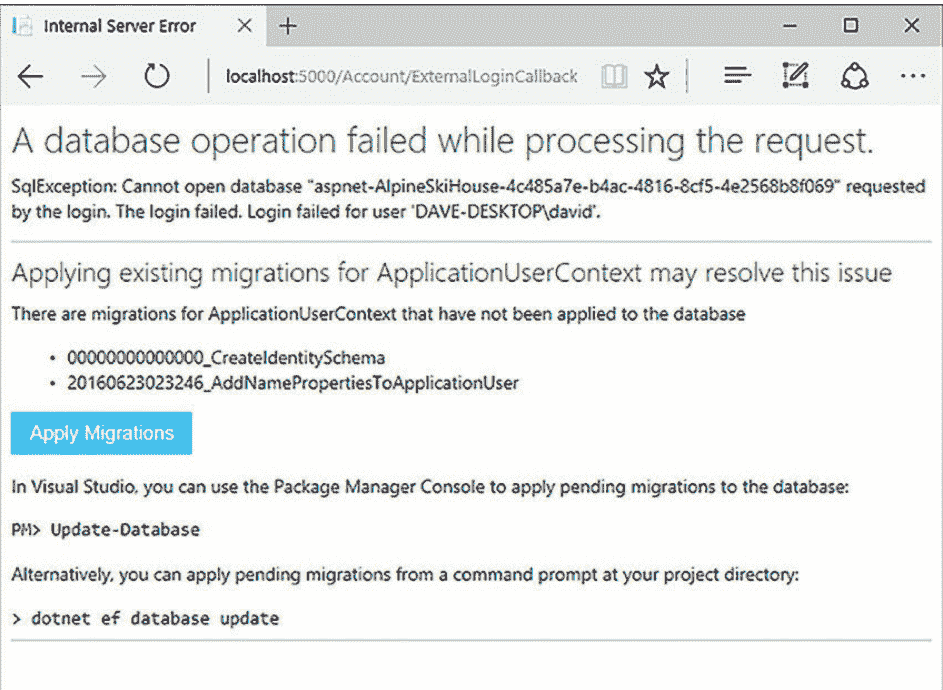 Internal Server Error
localhost:5000/Account/ExternalLoginCallback
A database operation failed while processing the request.
SqlException: Cannot open database "aspnet-AlpineSkiHouse-4c485a7e-b4ac-4816-8cf5-4e2568b8f069" requested
by the login. The login failed. Login failed for user 'DAVE-DESKTOP\david'.
Applying existing migrations for ApplicationUserContext may resolve this issue
There are migrations for ApplicationUserContext that have not been applied to the database
• 00000000000000_CreateIdentitySchema
• 20160623023246_AddNamePropertiesToApplicationUser
Apply Migrations
In Visual Studio, you can use the Package Manager Console to apply pending migrations to the database:
PM> Update-Database
Alternatively, you can apply pending migrations from a command prompt at your project directory:
> dotnet ef database update